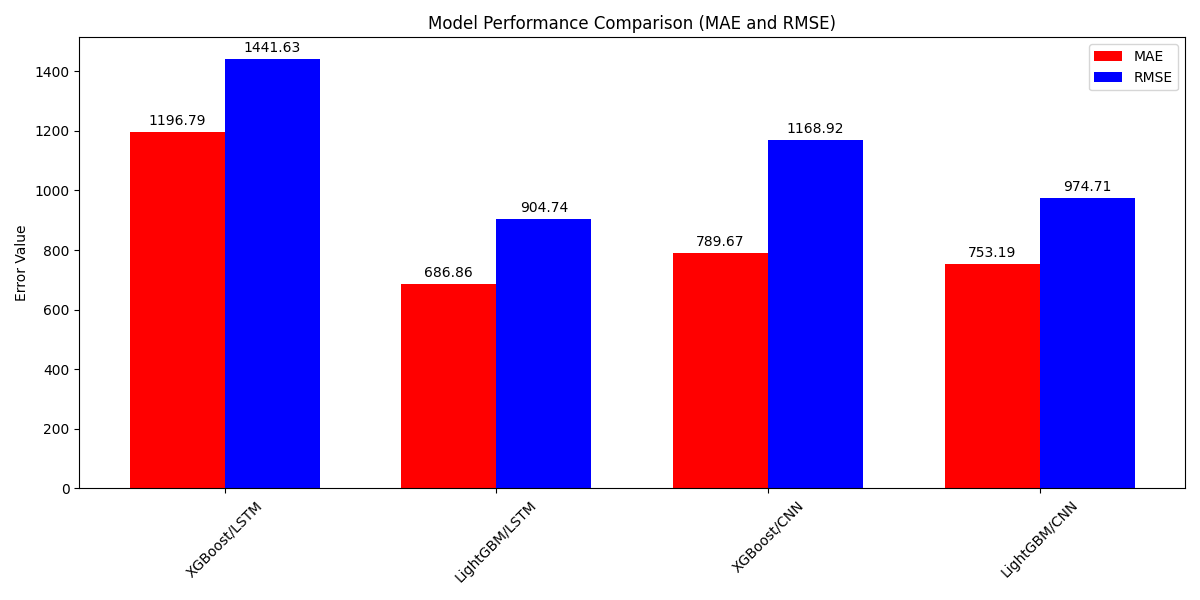 Model Performance Comparison (MAE and RMSE)
MAE
RMSE
Error Value
1400
1200
1000
800
600
400
200
0
1196.79
1441.63
686.86
904.74
789.67
1168.92
753.19
974.71
XGBoost/LSTM
LightGBM/LSTM
XGBoost/CNN
LightGBM/CNN